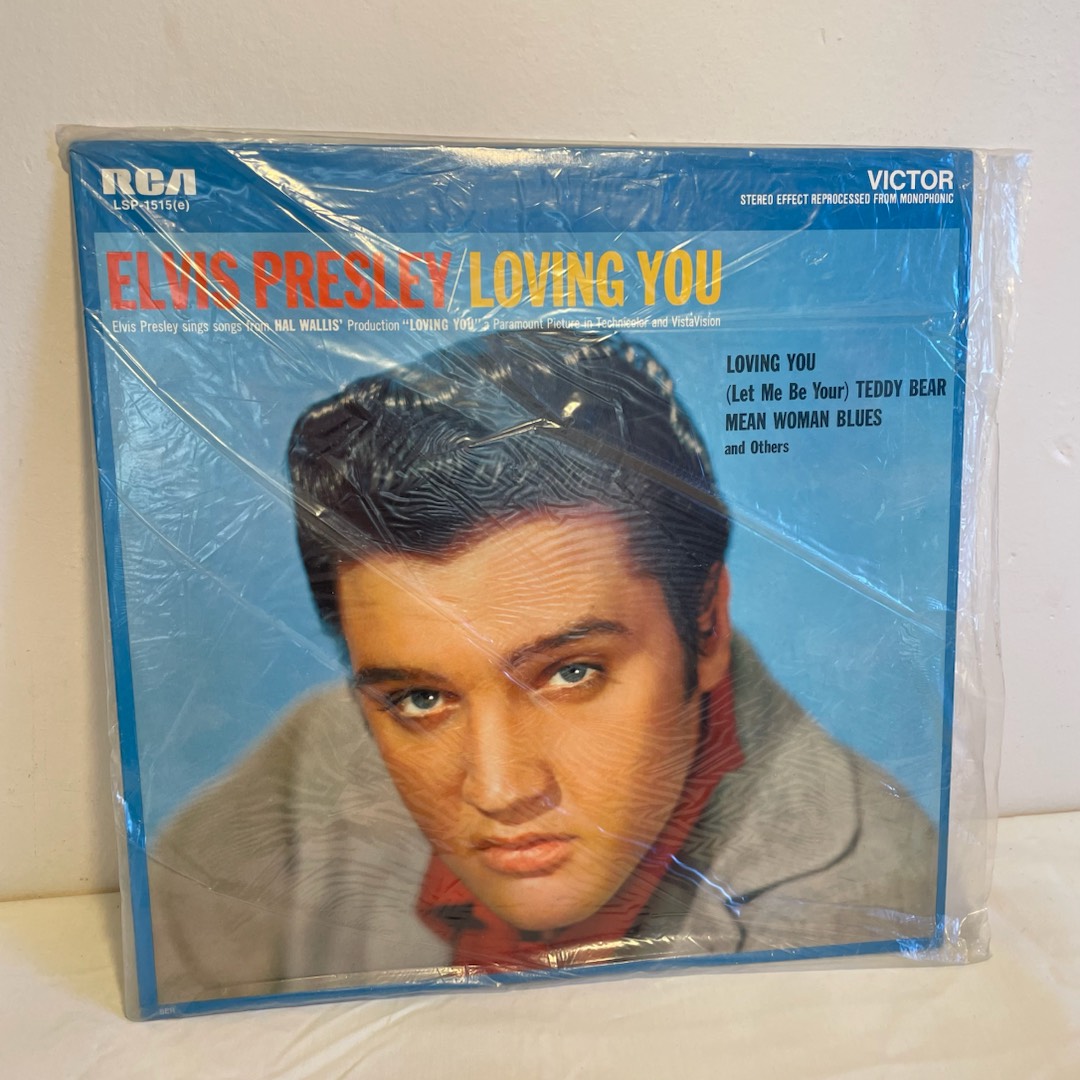 RCA
LSP-1515(e)
VICTOR
STEREO EFFECT REPROCESSED FROM MONOPHONIC
ELVIS PRESLEY/LOVING YOU
Elvis Presley sings songs from HAL WALLIS' Production "LOVING YOU" a Paramount Picture in Technicolor and VistaVision
LOVING YOU
(Let Me Be Your) TEDDY BEAR
MEAN WOMAN BLUES
and Others